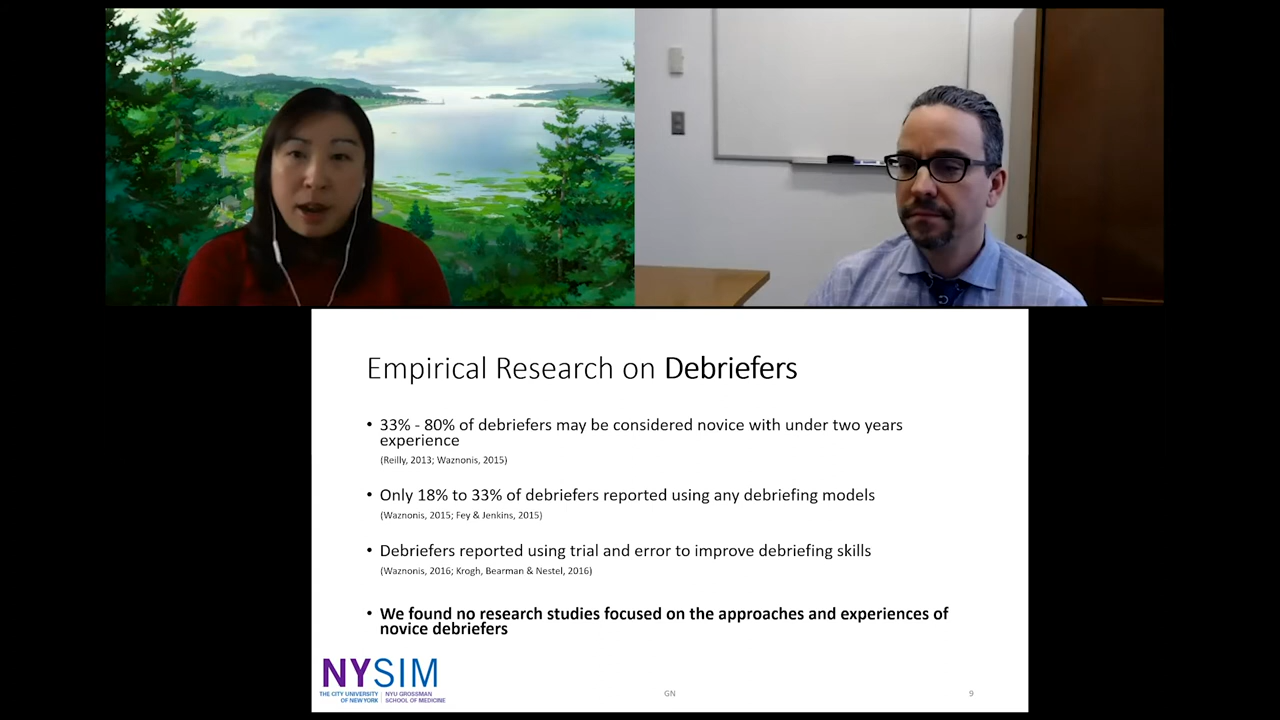 Empirical Research on Debriefers
• 33% - 80% of debriefers may be considered novice with under two years
experience
(Reilly, 2013; Waznonis, 2015)
• Only 18% to 33% of debriefers reported using any debriefing models
(Waznonis, 2015; Fey & Jenkins, 2015)
• Debriefers reported using trial and error to improve debriefing skills
(Waznonis, 2016; Krogh, Bearman & Nestel, 2016)
• We found no research studies focused on the approaches and experiences of
novice debriefers
NYSIM
THE CITY UNIVERSITY
OF NEW YORK
NYU GROSSMAN
SCHOOL OF MEDICINE
GN
9